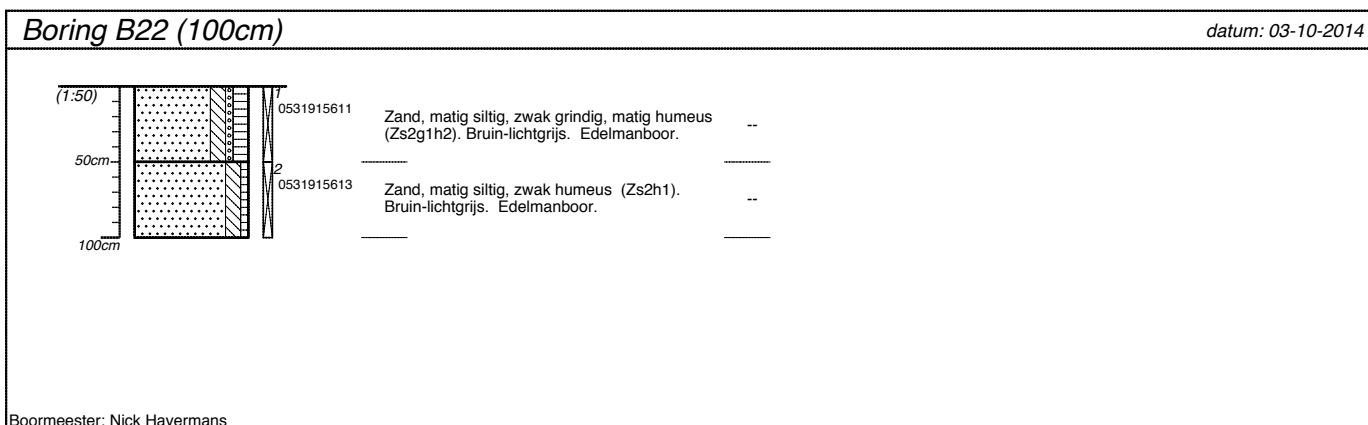 Boring B22 (100cm)
datum: 03-10-2014
(1:50)
1
0531915611
Zand, matig siltig, zwak grindig, matig humeus
(Zs2g1h2). Bruin-lichtgrijs. Edelmanboor.
--
50cm
2
0531915613
Zand, matig siltig, zwak humeus (Zs2h1).
Bruin-lichtgrijs. Edelmanboor.
--
100cm
Boormeester: Nick Havermans